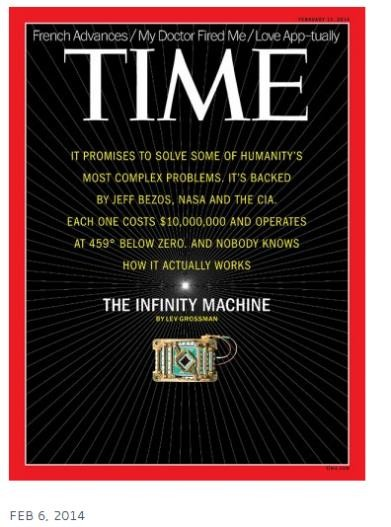 FEBRUARY 17, 2014
French Advances / My Doctor Fired Me / Love App-tually
TIME
IT PROMISES TO SOLVE SOME OF HUMANITY'S
MOST COMPLEX PROBLEMS. IT'S BACKED
BY JEFF BEZOS, NASA AND THE CIA.
EACH ONE COSTS $10,000,000 AND OPERATES
AT 459° BELOW ZERO. AND NOBODY KNOWS
HOW IT ACTUALLY WORKS
THE INFINITY MACHINE
BY LEV GROSSMAN
time.com
FEB 6, 2014